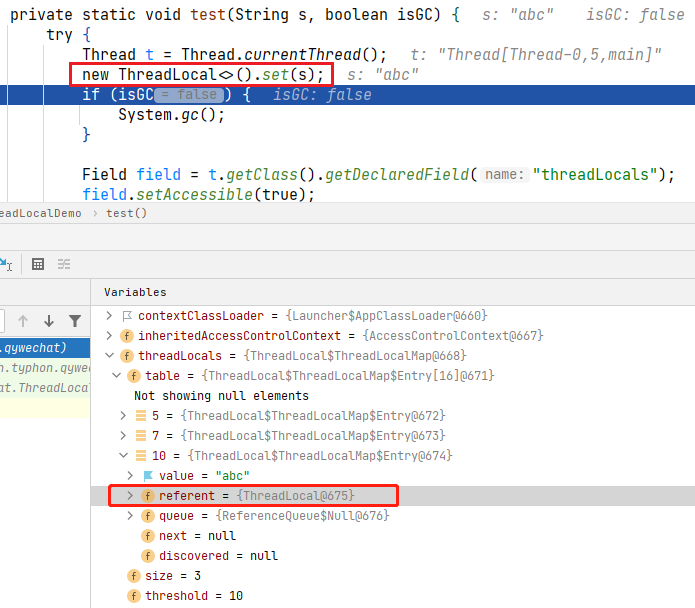 private static void test(String s, boolean isGC) { s: "abc" isGC: false
try {
Thread t = Thread.currentThread(); t: "Thread[Thread-0,5,main]"
new ThreadLocal<>().set(s); s: "abc"
if (isGC = false ) { isGC: false
System.gc();
}
Field field = t.getClass().getDeclaredField( name: "threadLocals");
field.setAccessible(true);
eadLocalDemo > test()
Variables
contextClassLoader = {Launcher$AppClassLoader@660}
inheritedAccessControlContext = {AccessControlContext@667}
.qywechat)
threadLocals = {ThreadLocal$ThreadLocalMap@668}
n.typhon.qywe
table = {ThreadLocal$ThreadLocalMap$Entry[16]@671}
at.ThreadLocal
Not showing null elements
5 = {ThreadLocal$ThreadLocalMap$Entry@672}
7 = {ThreadLocal$ThreadLocalMap$Entry@673}
10 = {ThreadLocal$ThreadLocalMap$Entry@674}
value = "abc"
referent = {ThreadLocal@675}
queue = {ReferenceQueue$Null@676}
next = null
discovered = null
size = 3
threshold = 10